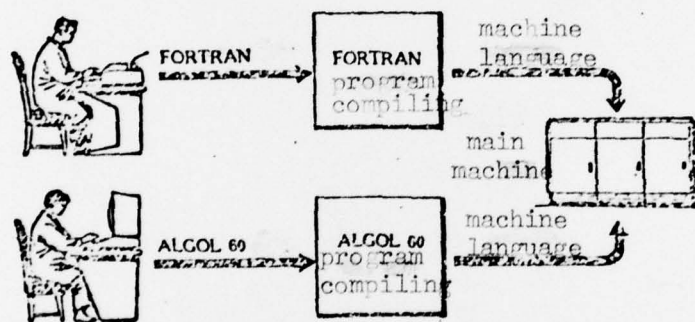 FORTRAN
FORTRAN
program
compiling
machine
language
main
machine
ALGOL 60
ALGOL 60
program
compiling
machine
language